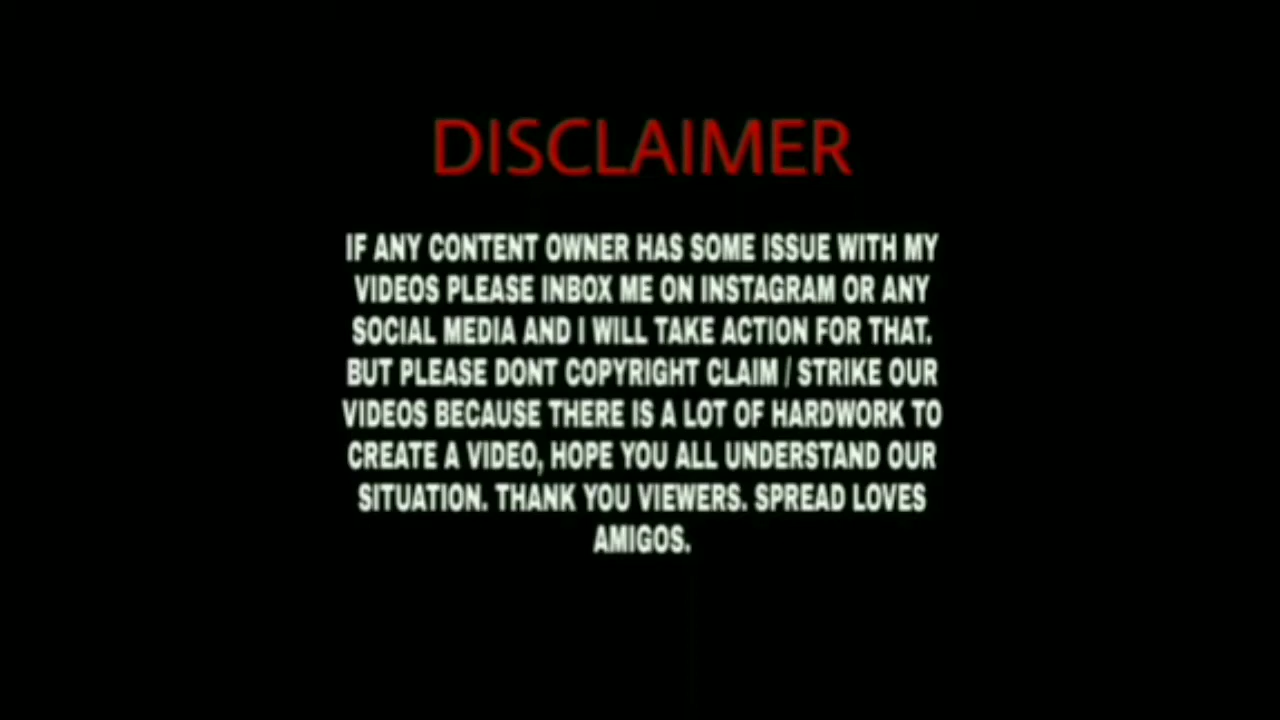 DISCLAIMER
IF ANY CONTENT OWNER HAS SOME ISSUE WITH MY
VIDEOS PLEASE INBOX ME ON INSTAGRAM OR ANY
SOCIAL MEDIA AND I WILL TAKE ACTION FOR THAT.
BUT PLEASE DONT COPYRIGHT CLAIM / STRIKE OUR
VIDEOS BECAUSE THERE IS A LOT OF HARDWORK TO
CREATE A VIDEO, HOPE YOU ALL UNDERSTAND OUR
SITUATION. THANK YOU VIEWERS. SPREAD LOVES
AMIGOS.